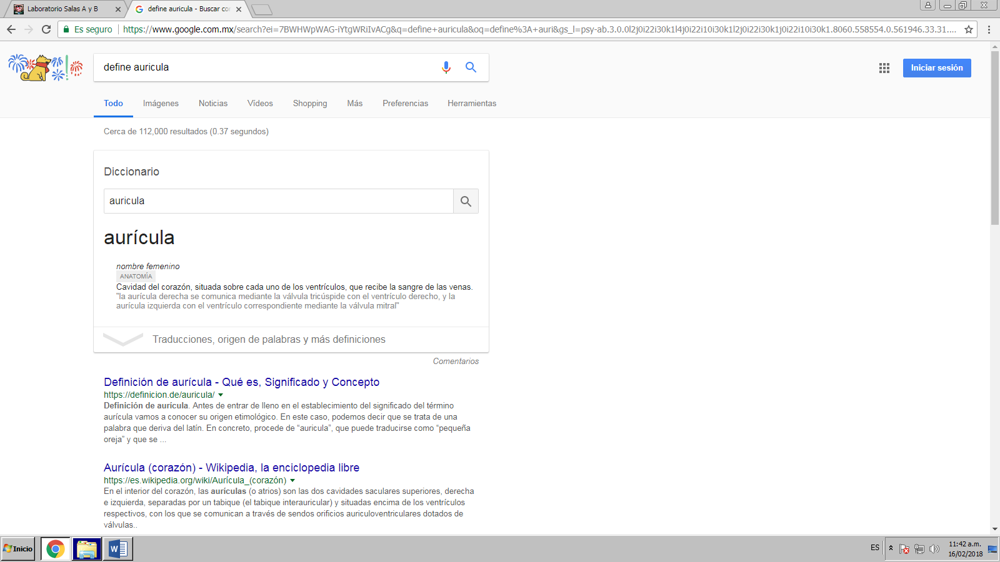 Laboratorio Salas A y B
define auricula - Buscar co
Es seguro
https://www.google.com.mx/search?ei=7BWHWpWAG-iYtgWRiIvACg&q=define+auricula&oq=define%3A+auri&gs_l=psy-ab.3.0.0l2j0i22i30k1l4j0i22i10i30k1l2j0i22i30k1j0i22i10i30k1.8060.558554.0.561946.33.31....
define auricula
Iniciar sesión
Todo Imágenes Noticias Vídeos Shopping Más Preferencias Herramientas
Cerca de 112,000 resultados (0.37 segundos)
Diccionario
auricula
aurícula
nombre femenino
ANATOMÍA
Cavidad del corazón, situada sobre cada uno de los ventrículos, que recibe la sangre de las venas.
"la aurícula derecha se comunica mediante la válvula tricúspide con el ventrículo derecho, y la
aurícula izquierda con el ventrículo correspondiente mediante la válvula mitral"
Traducciones, origen de palabras y más definiciones
Comentarios
Definición de aurícula - Qué es, Significado y Concepto
https://definicion.de/auricula/
Definición de aurícula. Antes de entrar de lleno en el establecimiento del significado del término
aurícula vamos a conocer su origen etimológico. En este caso, podemos decir que se trata de una
palabra que deriva del latín. En concreto, procede de “auricula”, que puede traducirse como “pequeña
oreja” y que se ...
Aurícula (corazón) - Wikipedia, la enciclopedia libre
https://es.wikipedia.org/wiki/Aurícula_(corazón)
En el interior del corazón, las aurículas (o atrios) son las dos cavidades saculares superiores, derecha
e izquierda, separadas por un tabique (el tabique interauricular) y situadas encima de los ventrículos
respectivos, con los que se comunican a través de sendos orificios auriculoventriculares dotados de
válvulas..
Inicio
ES
11:42 a.m.
16/02/2018